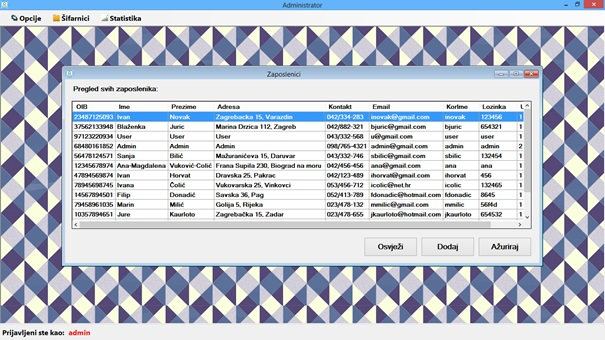 Administrator
Opcije Šifarnici Statistika
Zaposlenici
Pregled svih zaposlenika:
OIB Ime Prezime Adresa Kontakt Email KorIme Lozinka U
23487125093 Ivan Novak Zagrebacka 15, Varazdin 042/334-283 inovak@gmail.com inovak 123456 1
37562133948 Blaženka Juric Marina Drzica 112, Zagreb 042/882-321 bjuric@gmail.com bjuric 654321 1
97123220934 User User User 043/332-568 u@gmail.com user user 1
68480161852 Admin Admin Admin 098/765-4321 admin@gmail.com admin admin 2
56478124571 Sanja Bilić Mažuranićeva 15, Daruvar 043/332-746 sbilic@gmail.com sbilic 132454 1
12345678974 Ana-Magdalena Vuković-Colić Frana Supila 230, Biograd na moru 042/456-456 ana@gmail.com ana ana 1
47894569874 Ivan Horvat Dravska 25, Pakrac 042/123-489 ihorvat@gmail.com ihorvat 456 1
78945698745 Ivana Čolić Vukovarska 25, Vinkovci 053/456-712 icolic@net.hr icolic 132465 1
14567894501 Filip Donadić Savska 36, Pag 052/413-789 fdonadic@hotmail.com fdonadic 8645 1
79458961035 Marin Milić Golija 5, Rijeka 023/478-132 mmilic@gmail.com mmilic 56f4d 1
10357894651 Jure Kaurloto Zagrebačka 15, Zadar 023/478-655 jkaurloto@hotmail.com jkaurloto 654532 1
Osvježi Dodaj Ažuriraj
Prijavljeni ste kao: admin